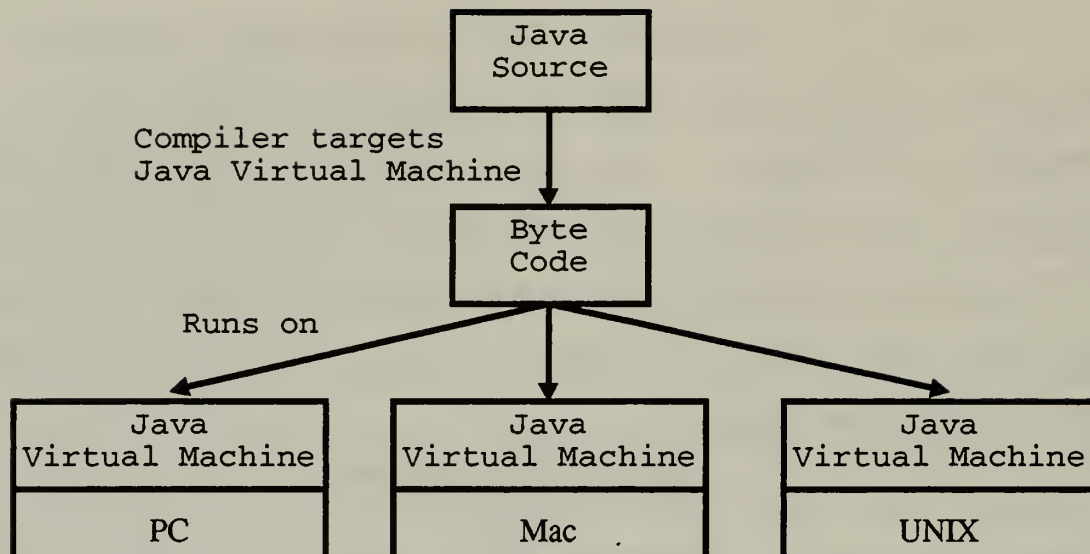 Java
Source
Compiler targets
Java Virtual Machine
Byte
Code
Runs on
Java
Virtual Machine
Java
Virtual Machine
Java
Virtual Machine
PC
Mac
UNIX